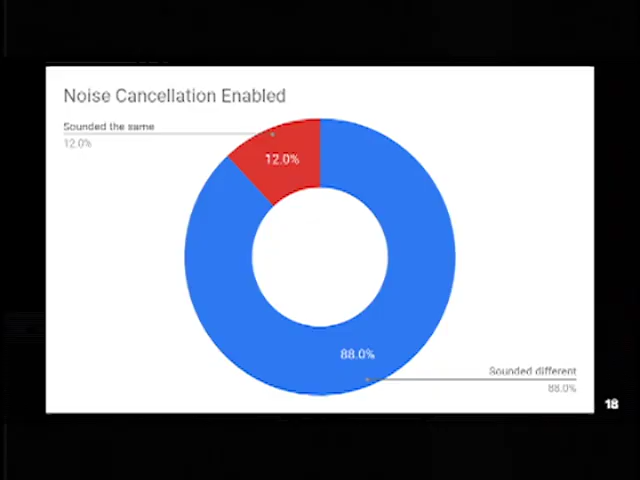 Noise Cancellation Enabled
Sounded the same
12.0%
12.0%
88.0%
Sounded different
88.0%
18